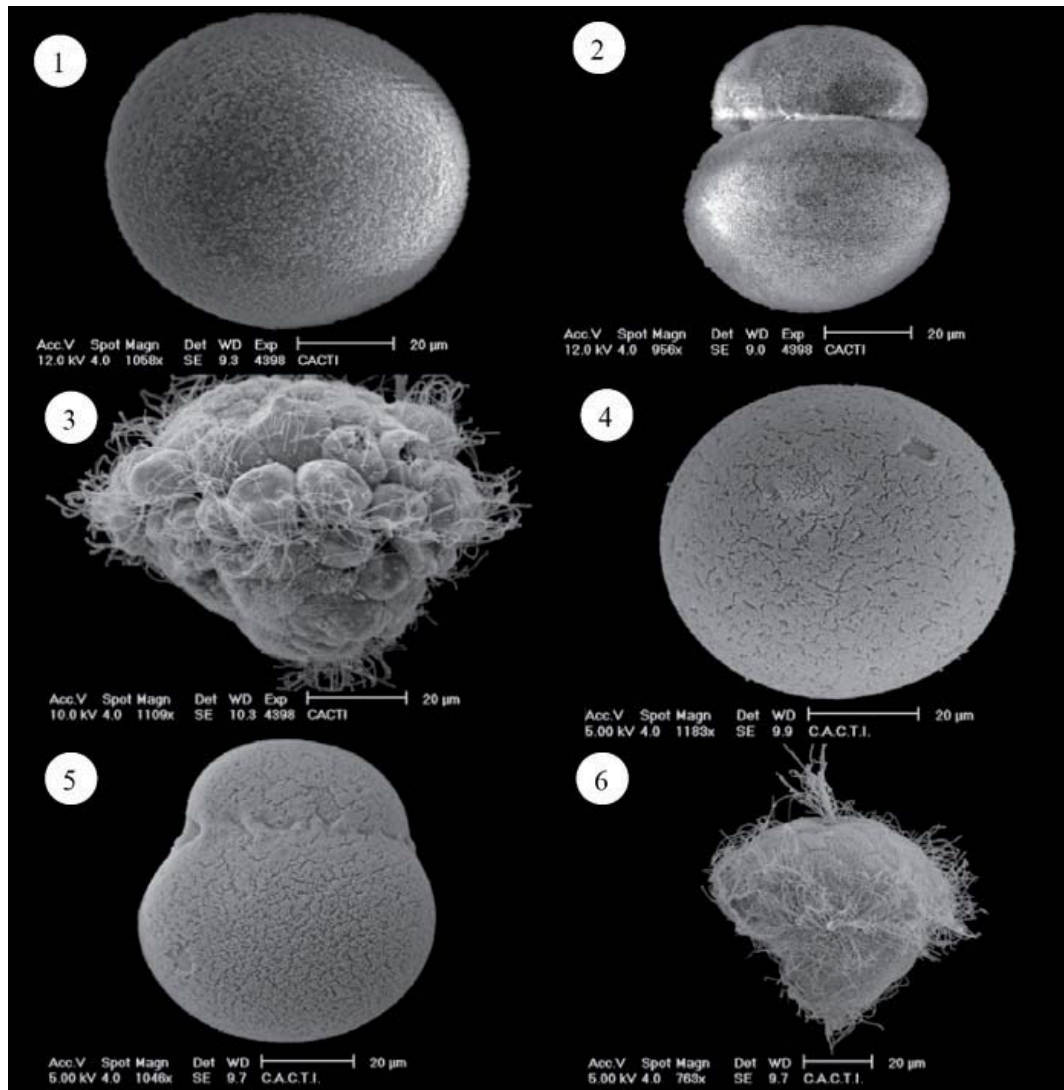 1
Acc.V Spot Magn Det WD Exp 20 µm
12.0 kV 4.0 1058x SE 9.3 4398 CACTI
2
Acc.V Spot Magn Det WD Exp 20 µm
12.0 kV 4.0 956x SE 9.0 4398 CACTI
3
Acc.V Spot Magn Det WD Exp 20 µm
10.0 kV 4.0 1109x SE 10.3 4398 CACTI
4
Acc.V Spot Magn Det WD 20 µm
5.00 kV 4.0 1183x SE 9.9 C.A.C.T.I.
5
Acc.V Spot Magn Det WD 20 µm
5.00 kV 4.0 1046x SE 9.7 C.A.C.T.I.
6
Acc.V Spot Magn Det WD 20 µm
5.00 kV 4.0 763x SE 9.7 C.A.C.T.I.